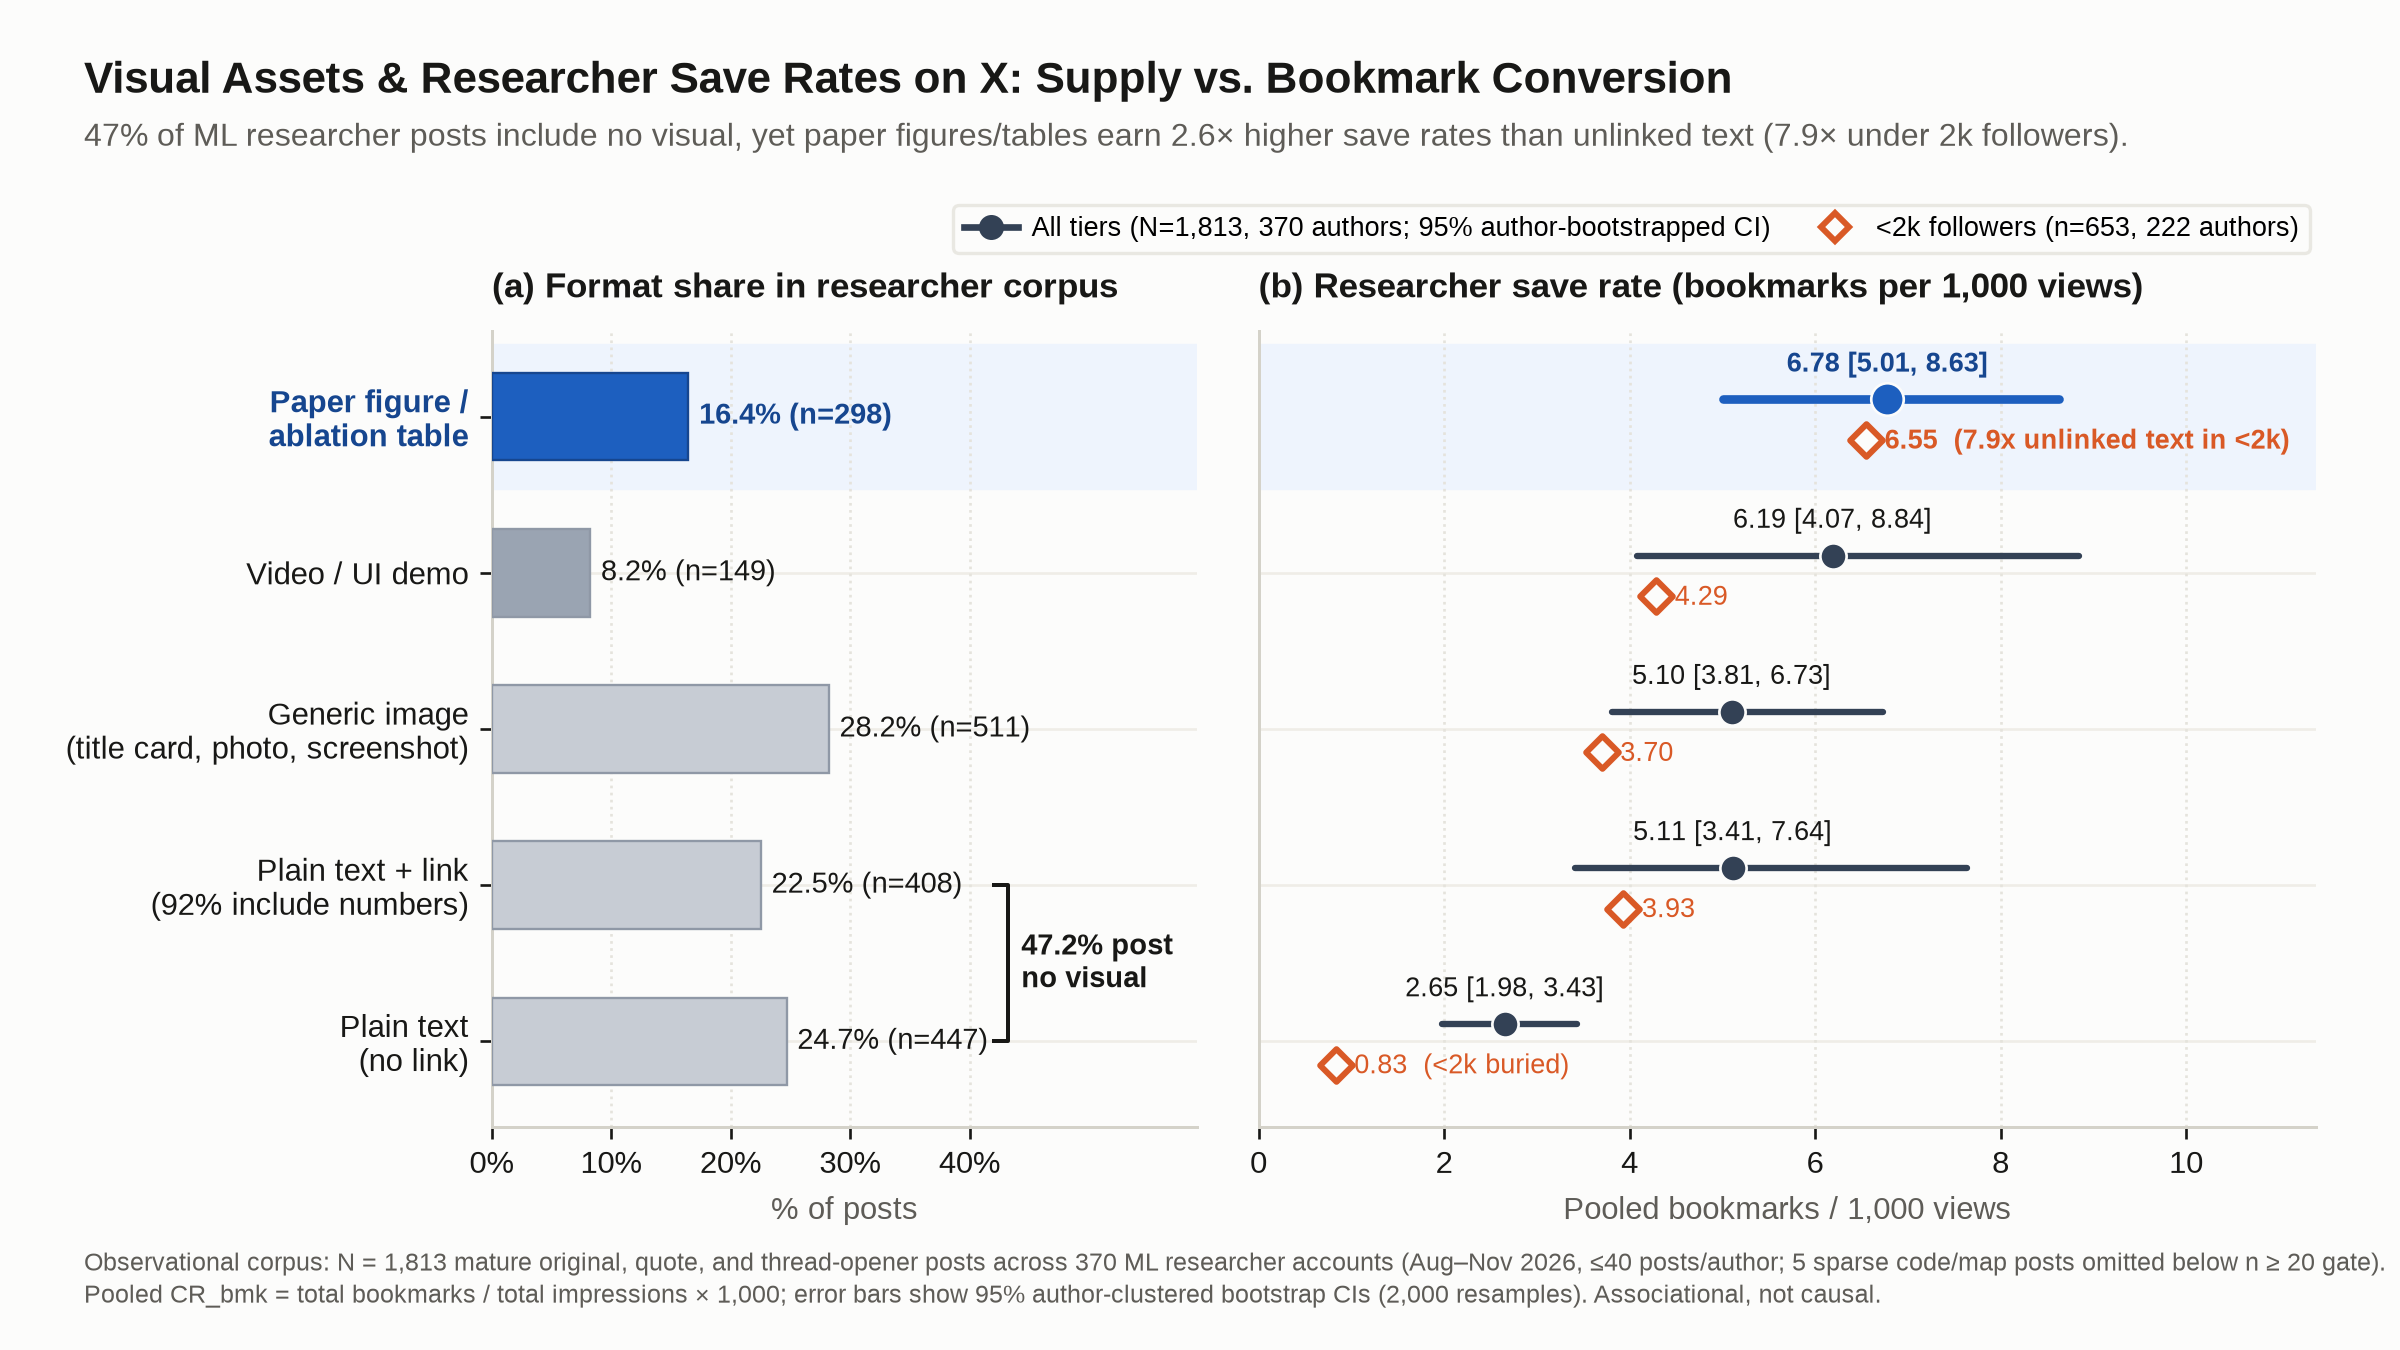 Visual Assets & Researcher Save Rates on X: Supply vs. Bookmark Conversion
47% of ML researcher posts include no visual, yet paper figures/tables earn 2.6× higher save rates than unlinked text (7.9× under 2k followers).
All tiers (N=1,813, 370 authors; 95% author-bootstrapped CI)
<2k followers (n=653, 222 authors)
(a) Format share in researcher corpus
Paper figure /
ablation table
16.4% (n=298)
Video / UI demo
8.2% (n=149)
Generic image
(title card, photo, screenshot)
28.2% (n=511)
Plain text + link
(92% include numbers)
22.5% (n=408)
47.2% post
no visual
Plain text
(no link)
24.7% (n=447)
0%
10%
20%
30%
40%
% of posts
(b) Researcher save rate (bookmarks per 1,000 views)
6.78 [5.01, 8.63]
6.55 (7.9x unlinked text in <2k)
6.19 [4.07, 8.84]
4.29
5.10 [3.81, 6.73]
3.70
5.11 [3.41, 7.64]
3.93
2.65 [1.98, 3.43]
0.83 (<2k buried)
0
2
4
6
8
10
Pooled bookmarks / 1,000 views
Observational corpus: N = 1,813 mature original, quote, and thread-opener posts across 370 ML researcher accounts (Aug–Nov 2026, ≤40 posts/author; 5 sparse code/map posts omitted below n ≥ 20 gate).
Pooled CR_bmk = total bookmarks / total impressions × 1,000; error bars show 95% author-clustered bootstrap CIs (2,000 resamples). Associational, not causal.